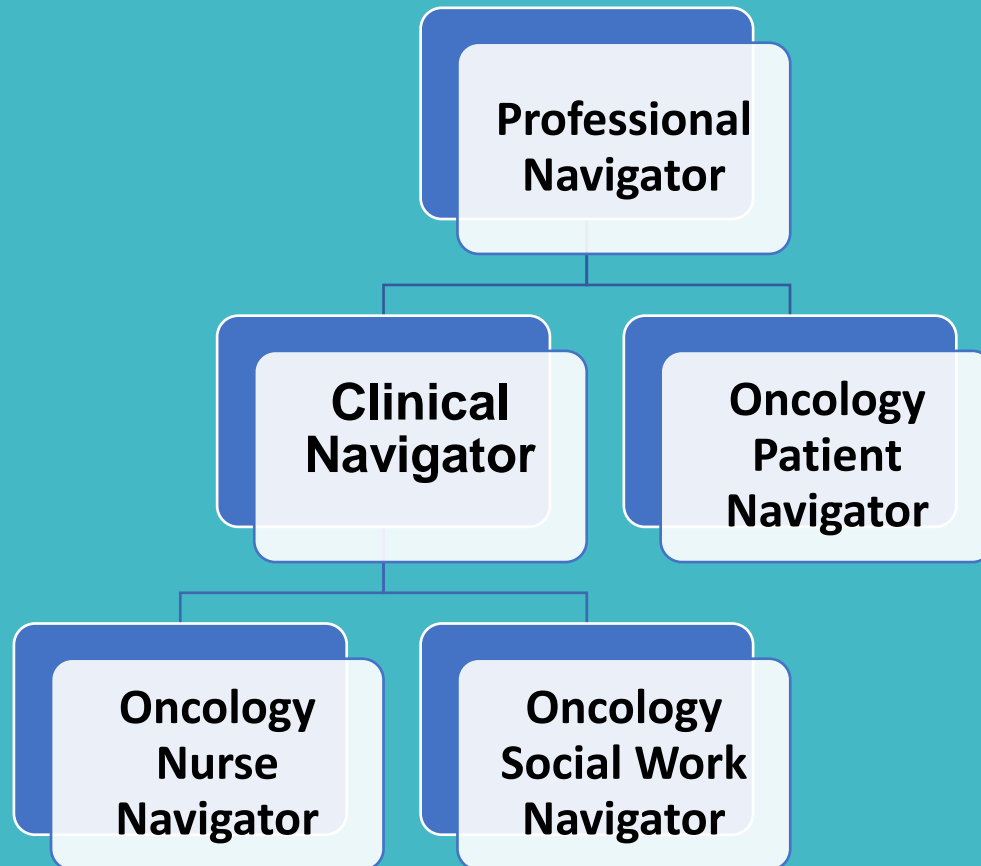 Professional
Navigator
Clinical
Navigator
Oncology
Patient
Navigator
Oncology
Nurse
Navigator
Oncology
Social Work
Navigator